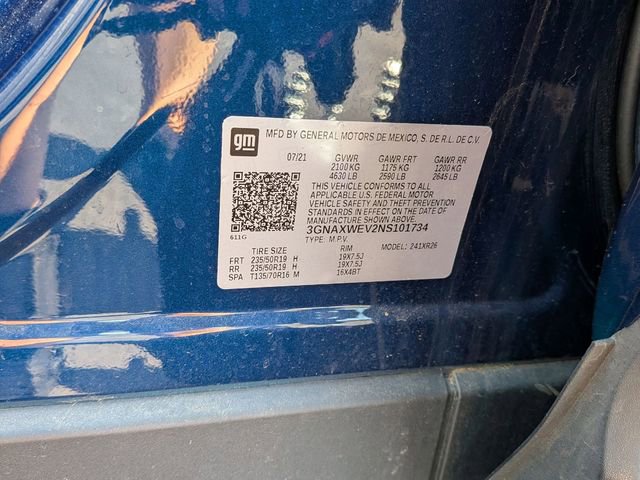 gm MFD BY GENERAL MOTORS DE MEXICO, S. DE R.L. DE C.V.
07/21 GVWR GAWR FRT GAWR RR
2100 KG 1175 KG 1200 KG
4630 LB 2590 LB 2645 LB
THIS VEHICLE CONFORMS TO ALL
APPLICABLE U.S. FEDERAL MOTOR
VEHICLE SAFETY AND THEFT PREVENTION
STANDARDS IN EFFECT ON THE DATE OF
MANUFACTURE SHOWN ABOVE.
3GNAXWEV2NS101734
611G TYPE: M.P.V. MODEL: 241XR26
TIRE SIZE RIM
FRT 235/50R19 H 19X7.5J
RR 235/50R19 H 19X7.5J
SPA T135/70R16 M 16X4BT